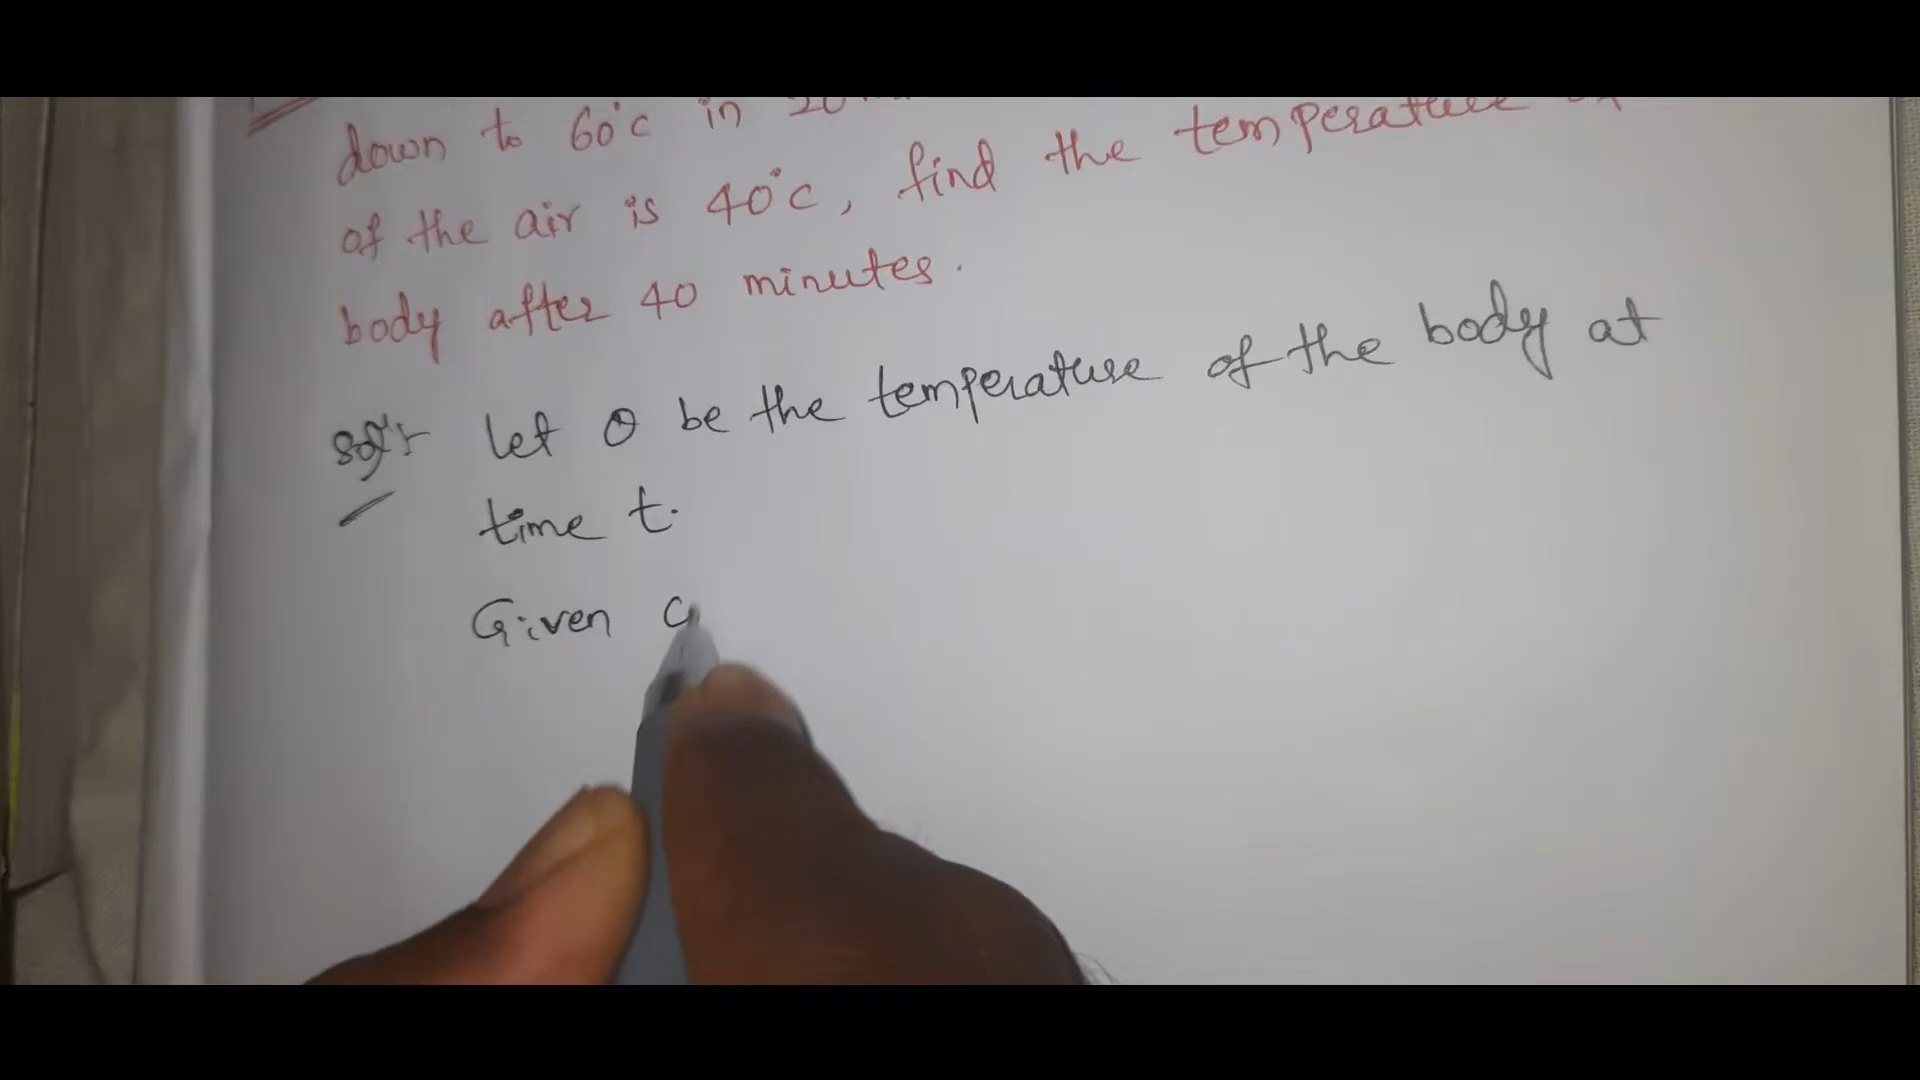 down to 60°c in 20
of the air is 40°c, find the temperature
body after 40 minutes.
Let θ be the temperature of the body at
time t.
Given